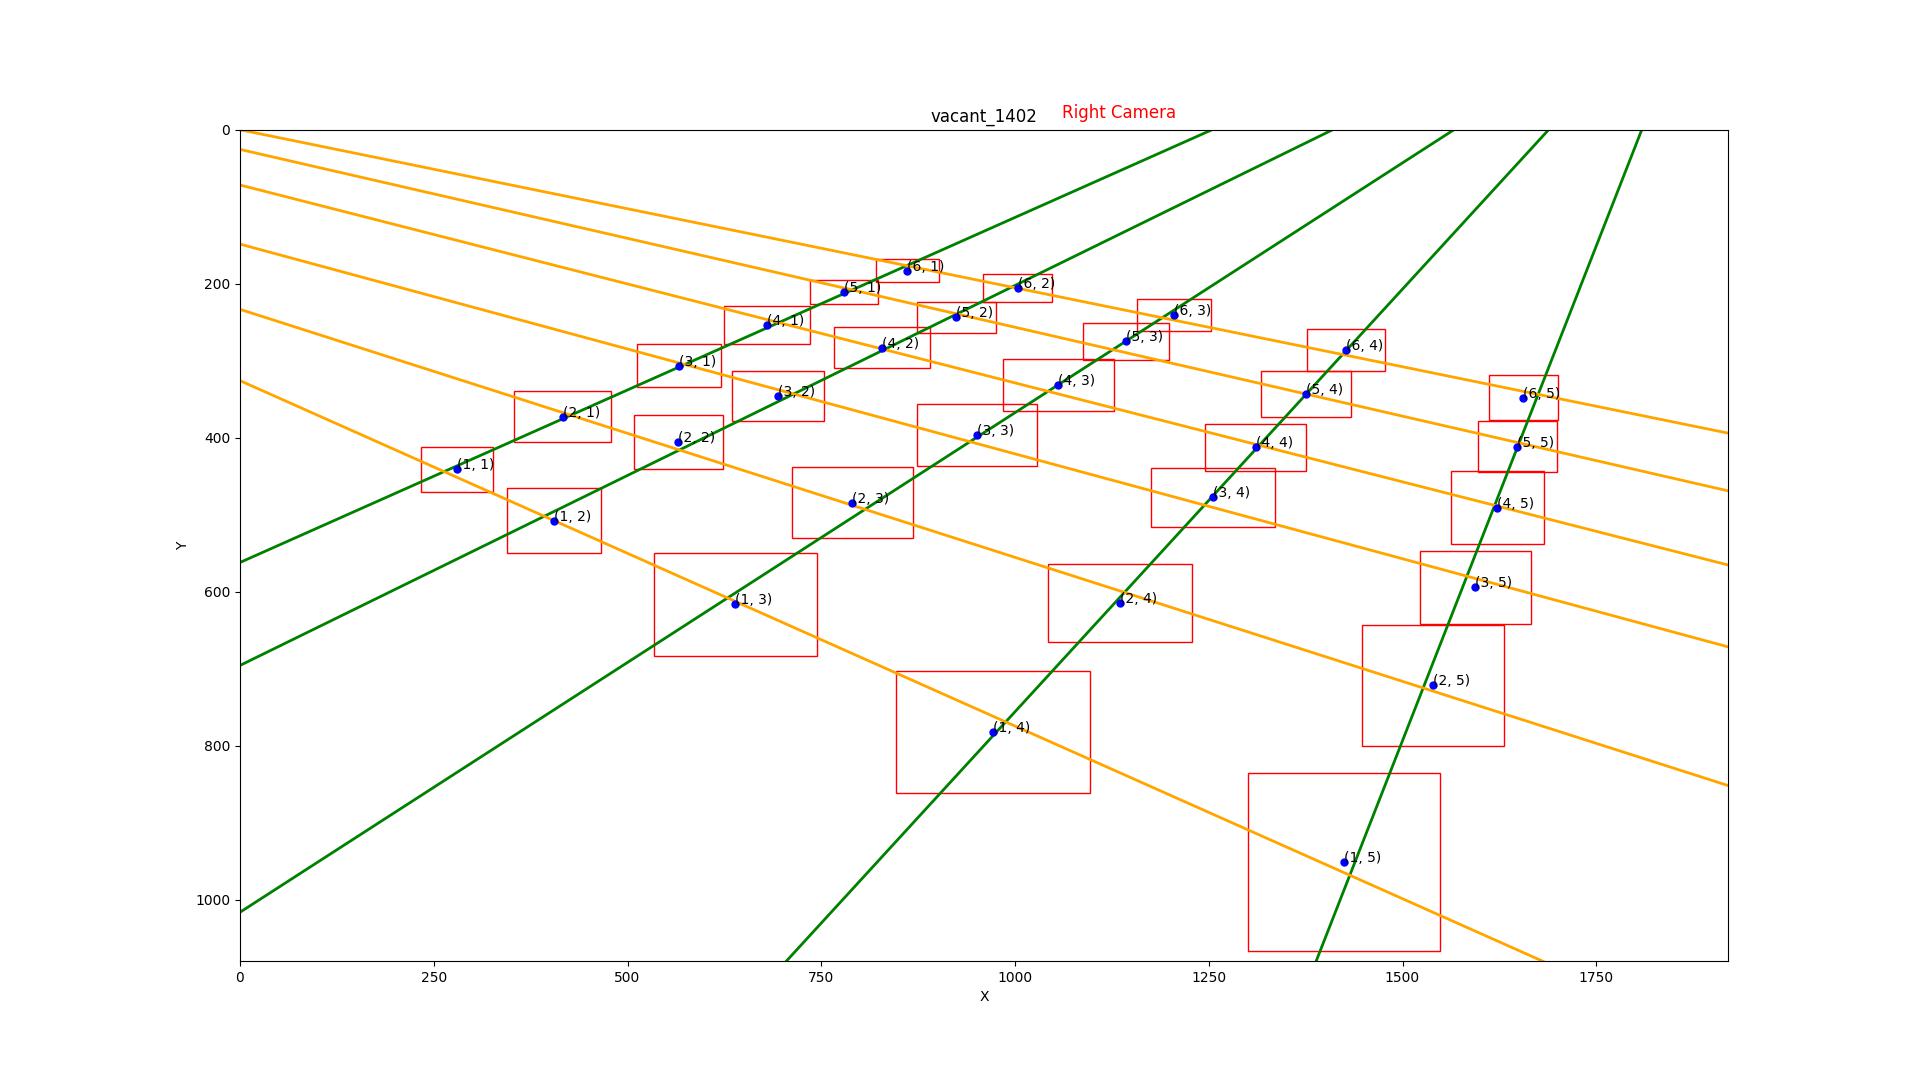 vacant_1402 Right Camera
0
(6, 1)
200
(5, 1) (6, 2)
(4, 1) (5, 2) (6, 3)
(3, 1) (4, 2) (5, 3) (6, 4)
(2, 1) (3, 2) (4, 3) (5, 4) (6, 5)
400
(1, 1) (2, 2) (3, 3) (4, 4) (5, 5)
(1, 2) (2, 3) (3, 4) (4, 5)
Y
600
(1, 3) (2, 4) (3, 5)
(2, 5)
800
(1, 4)
(1, 5)
1000
0 250 500 750 1000 1250 1500 1750
X